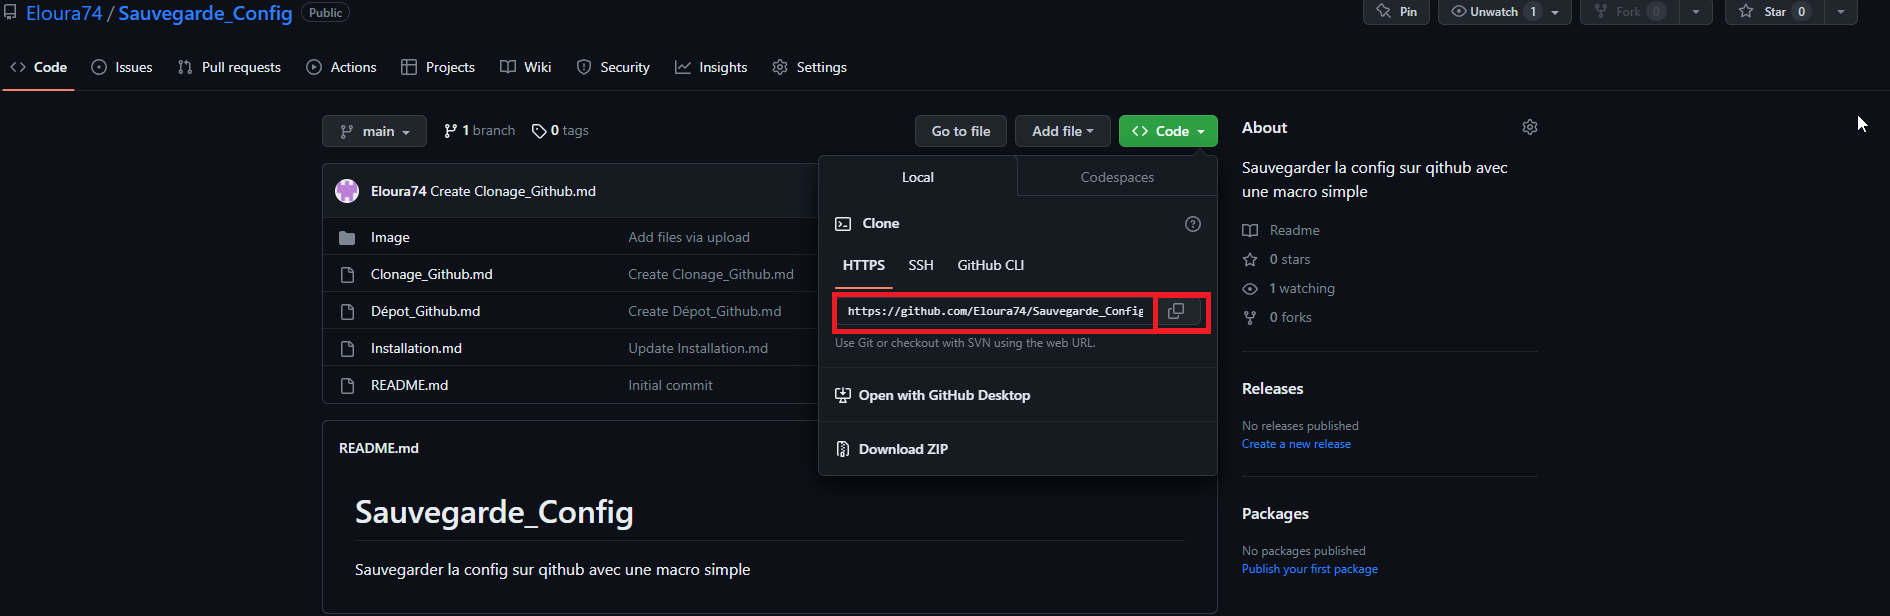 Eloura74 / Sauvegarde_Config Public
Pin
Unwatch 1
Fork 0
Star 0
Code
Issues
Pull requests
Actions
Projects
Wiki
Security
Insights
Settings
main
1 branch
0 tags
Go to file
Add file
Code
Eloura74 Create Clonage_Github.md
Image Add files via upload
Clonage_Github.md Create Clonage_Github.md
Dépot_Github.md Create Dépot_Github.md
Installation.md Update Installation.md
README.md Initial commit
Local
Codespaces
Clone
HTTPS
SSH
GitHub CLI
https://github.com/Eloura74/Sauvegarde_Config
Use Git or checkout with SVN using the web URL.
Open with GitHub Desktop
Download ZIP
README.md
Sauvegarde_Config
Sauvegarder la config sur qithub avec une macro simple
About
Sauvegarder la config sur qithub avec
une macro simple
Readme
0 stars
1 watching
0 forks
Releases
No releases published
Create a new release
Packages
No packages published
Publish your first package